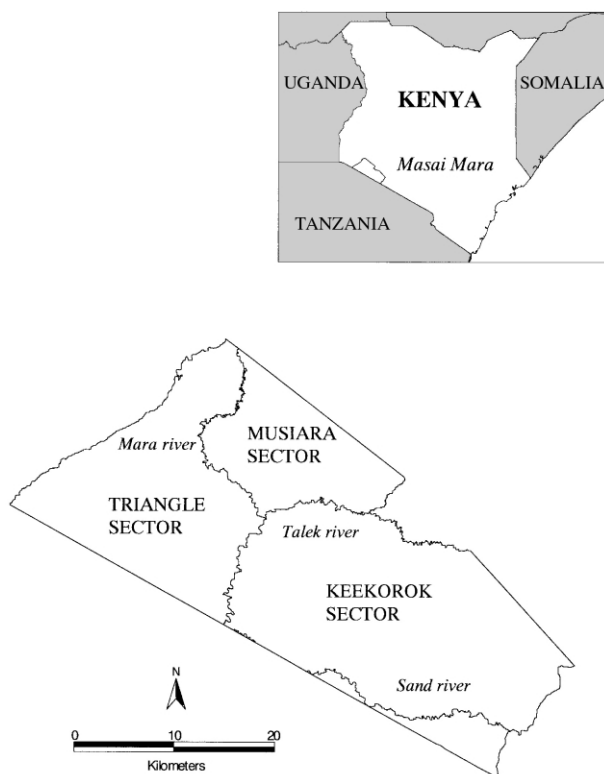 UGANDA
SOMALIA
KENYA
Masai Mara
TANZANIA
Mara river
MUSIARA
SECTOR
TRIANGLE
SECTOR
Talek river
KEEKOROK
SECTOR
Sand river
N
0 10 20
Kilometers